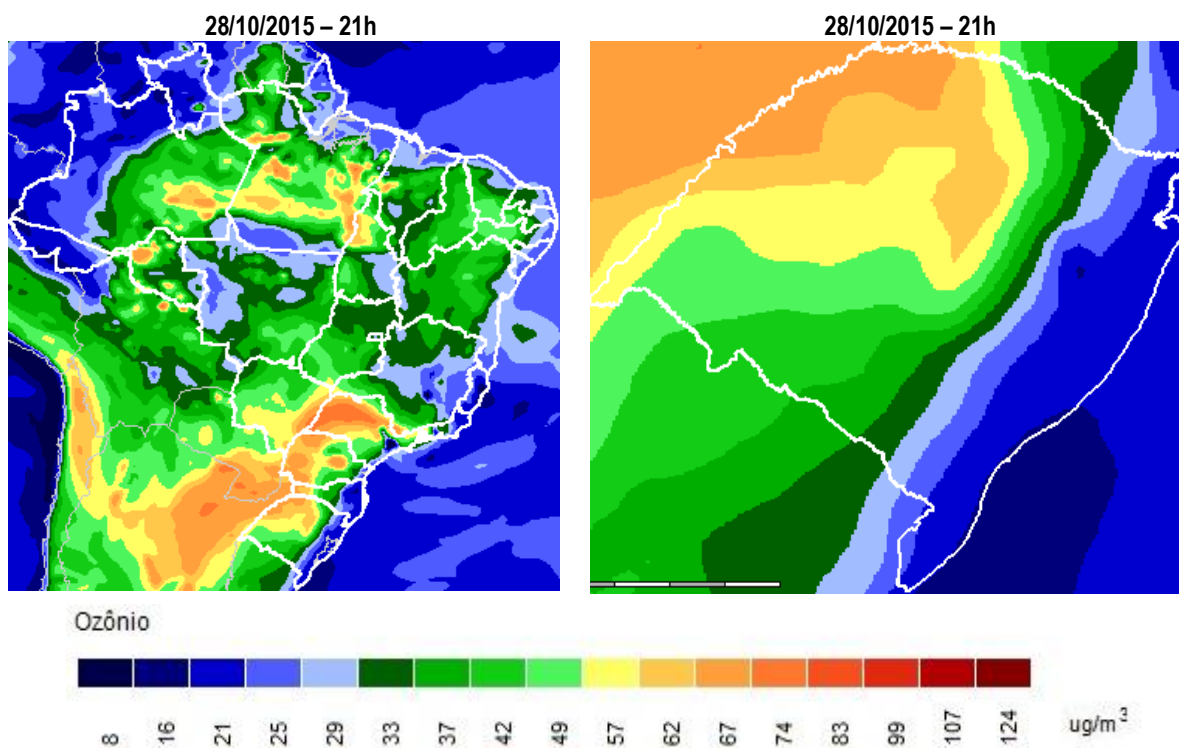 28/10/2015 – 21h
28/10/2015 – 21h
Ozônio
8 16 21 25 29 33 37 42 49 57 62 67 74 83 99 107 124
ug/m³